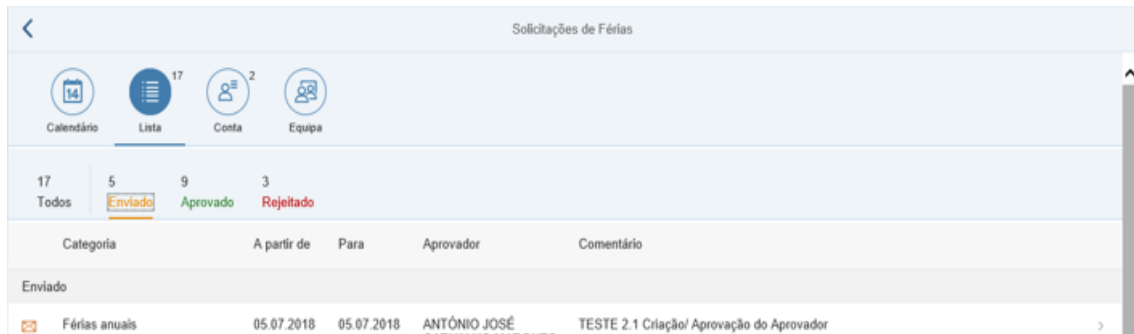 Solicitações de Férias
14 17 2
Calendário Lista Conta Equipa
17 5 9 3
Todos Enviado Aprovado Rejeitado
Categoria A partir de Para Aprovador Comentário
Enviado
Férias anuais 05.07.2018 05.07.2018 ANTÓNIO JOSÉ TESTE 2.1 Criação/ Aprovação do Aprovador